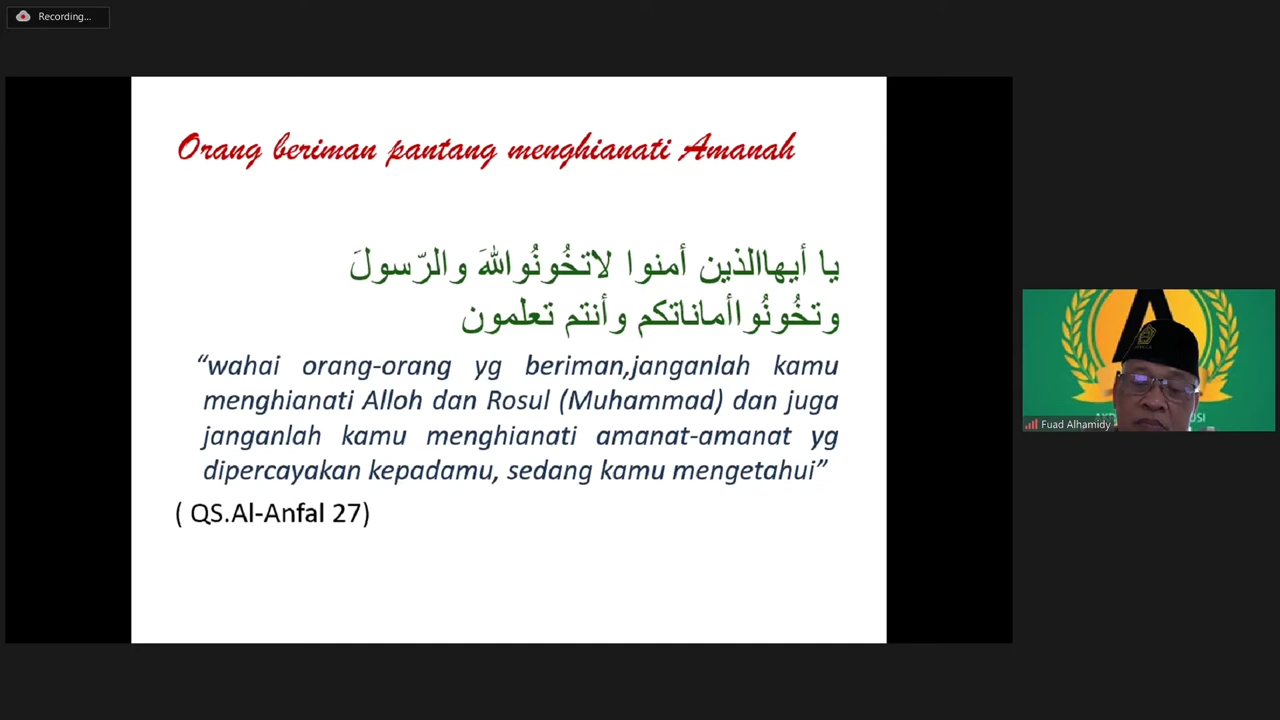 Recording...
Orang beriman pantang menghianati Amanah
يا أيهاالذين أمنوا لاتخُونُواللهَ والرّسولَ
وتخُونُواأماناتكم وأنتم تعلمون
“wahai orang-orang yg beriman,janganlah kamu
menghianati Alloh dan Rosul (Muhammad) dan juga
janganlah kamu menghianati amanat-amanat yg
dipercayakan kepadamu, sedang kamu mengetahui”
( QS.Al-Anfal 27)
Fuad Alhamidy